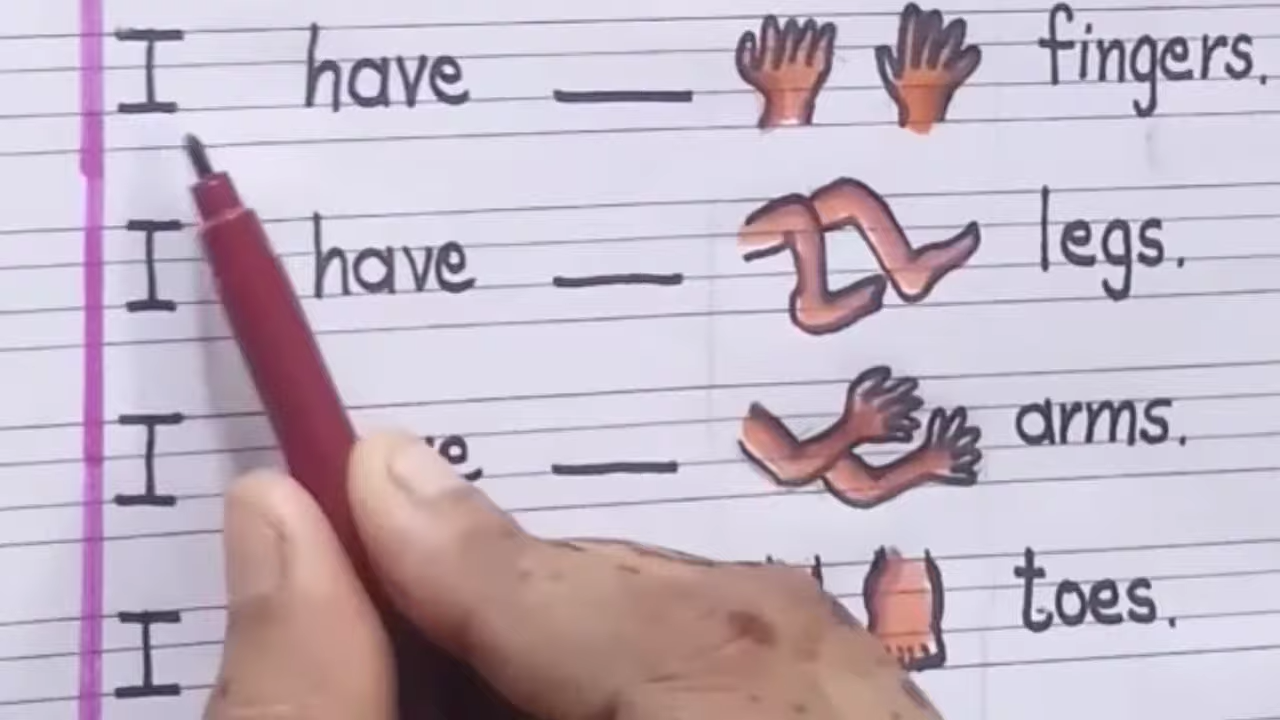 I have ___ fingers.
I have ___ legs.
I ___ arms.
I toes.